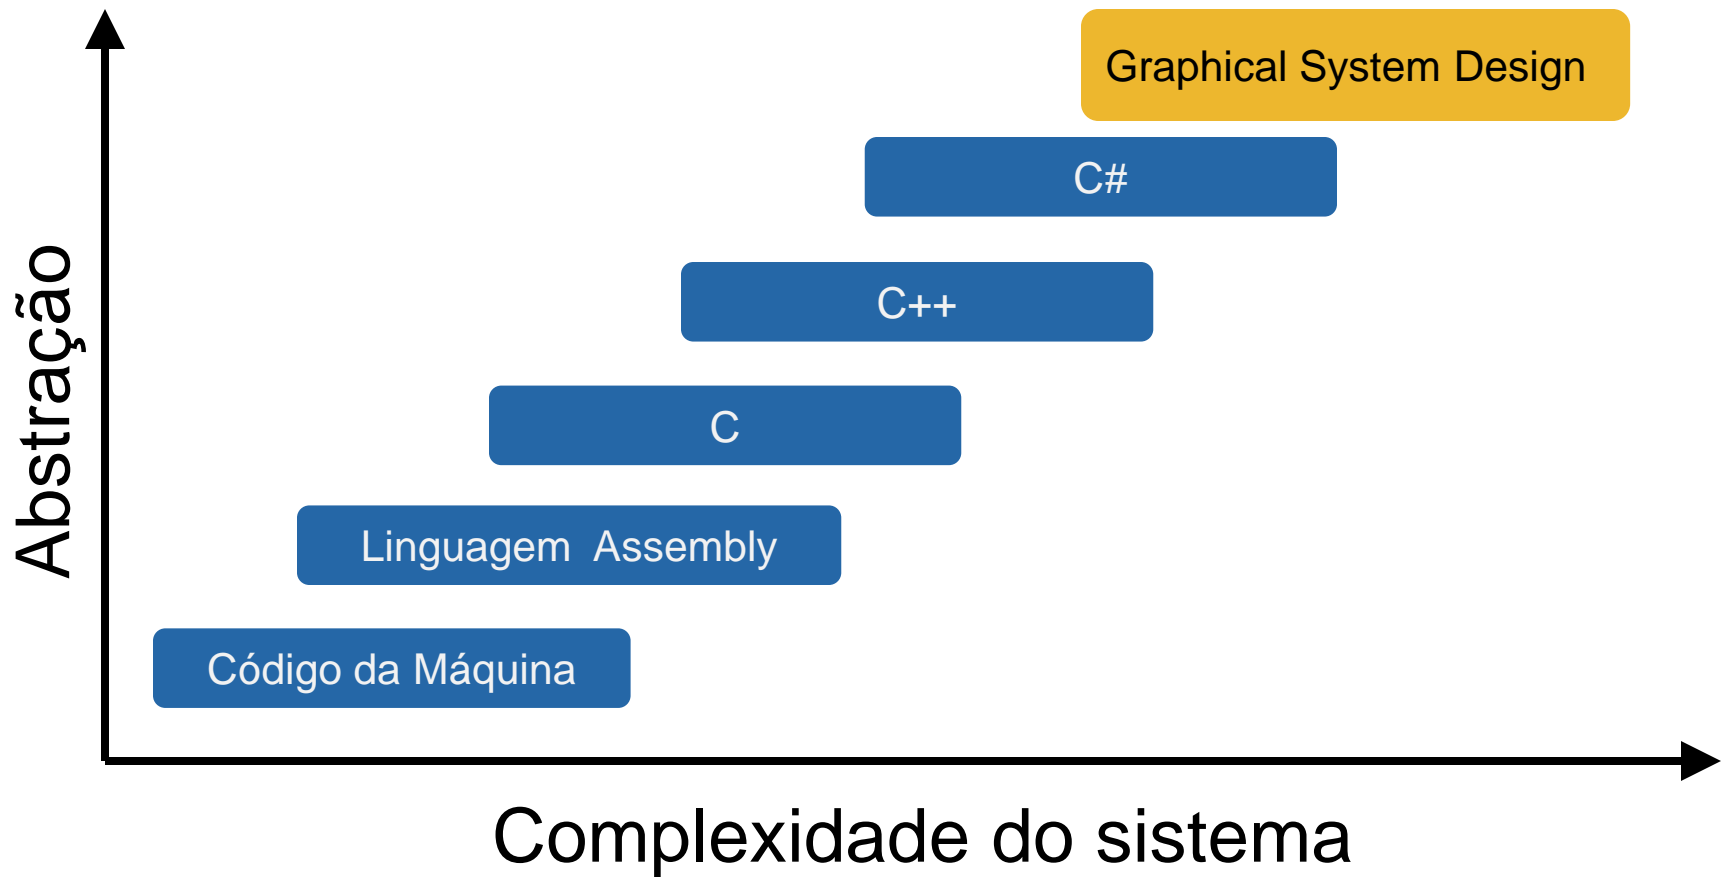 Graphical System Design
C#
C++
C
Linguagem Assembly
Código da Máquina
Abstração
Complexidade do sistema